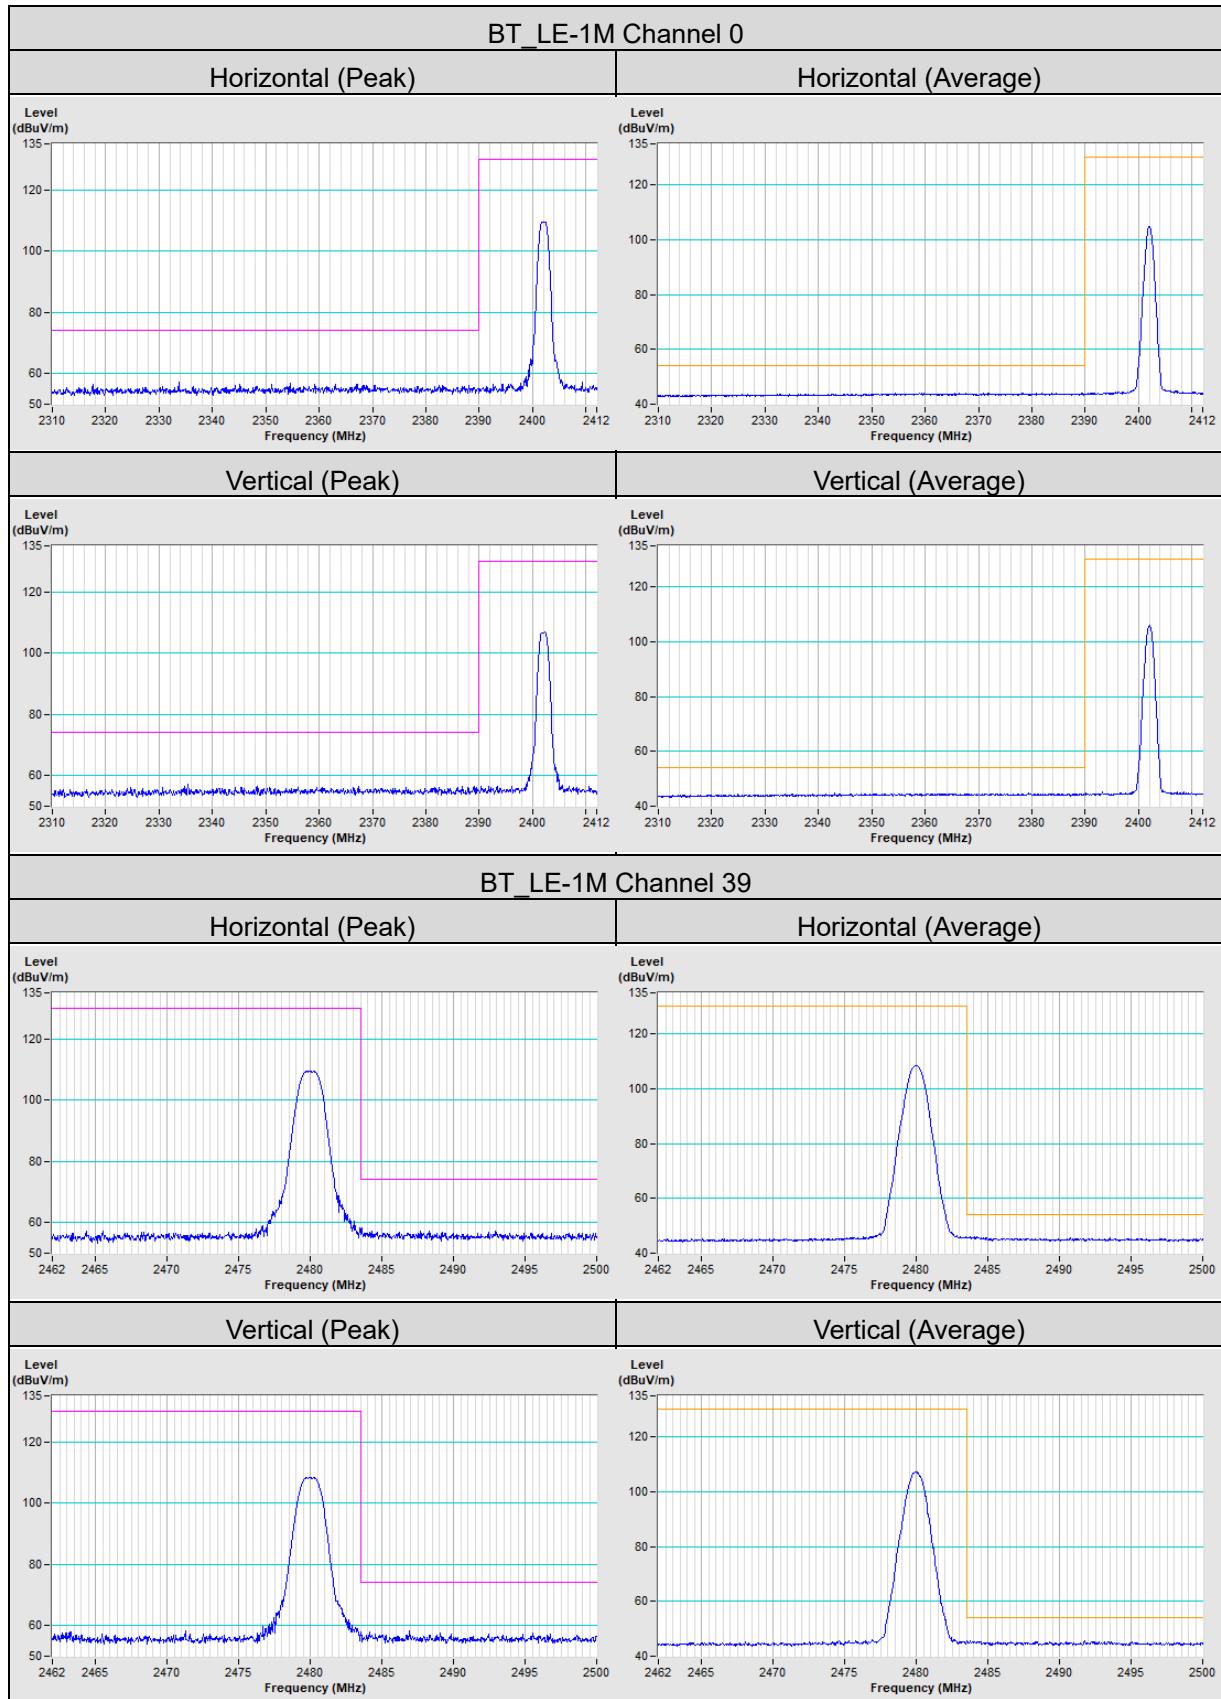 BT_LE-1M Channel 0
Horizontal (Peak)
Horizontal (Average)
Level
(dBuV/m)
135
120
100
80
60
50
2310 2320 2330 2340 2350 2360 2370 2380 2390 2400 2412
Frequency (MHz)
Level
(dBuV/m)
135
120
100
80
60
40
2310 2320 2330 2340 2350 2360 2370 2380 2390 2400 2412
Frequency (MHz)
Vertical (Peak)
Vertical (Average)
Level
(dBuV/m)
135
120
100
80
60
50
2310 2320 2330 2340 2350 2360 2370 2380 2390 2400 2412
Frequency (MHz)
Level
(dBuV/m)
135
120
100
80
60
40
2310 2320 2330 2340 2350 2360 2370 2380 2390 2400 2412
Frequency (MHz)
BT_LE-1M Channel 39
Horizontal (Peak)
Horizontal (Average)
Level
(dBuV/m)
135
120
100
80
60
50
2462 2465 2470 2475 2480 2485 2490 2495 2500
Frequency (MHz)
Level
(dBuV/m)
135
120
100
80
60
40
2462 2465 2470 2475 2480 2485 2490 2495 2500
Frequency (MHz)
Vertical (Peak)
Vertical (Average)
Level
(dBuV/m)
135
120
100
80
60
50
2462 2465 2470 2475 2480 2485 2490 2495 2500
Frequency (MHz)
Level
(dBuV/m)
135
120
100
80
60
40
2462 2465 2470 2475 2480 2485 2490 2495 2500
Frequency (MHz)